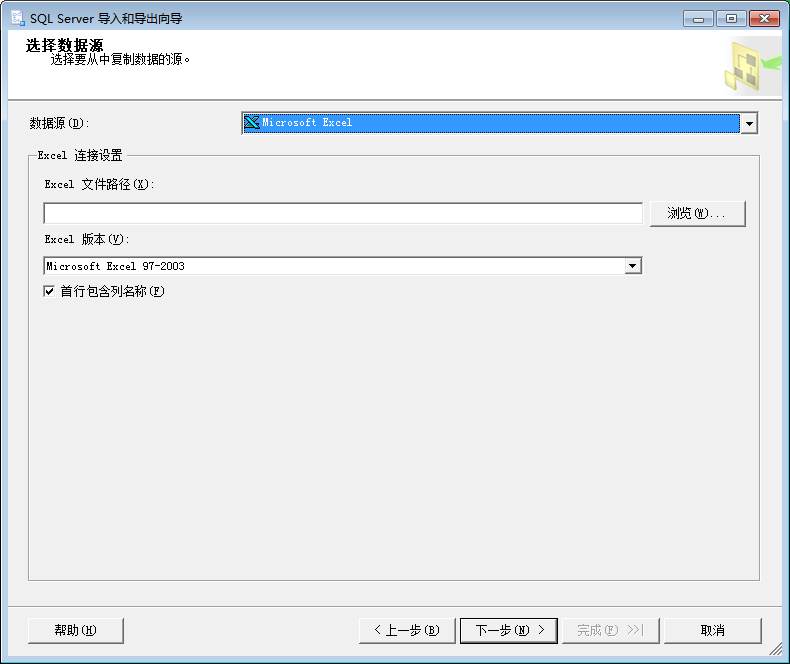 SQL Server 导入和导出向导
选择数据源
选择要从中复制数据的源。
数据源(D):
Microsoft Excel
Excel 连接设置
Excel 文件路径(X):
浏览(W)...
Excel 版本(V):
Microsoft Excel 97-2003
首行包含列名称(F)
帮助(H)
< 上一步(B)
下一步(N) >
完成(F) >>|
取消